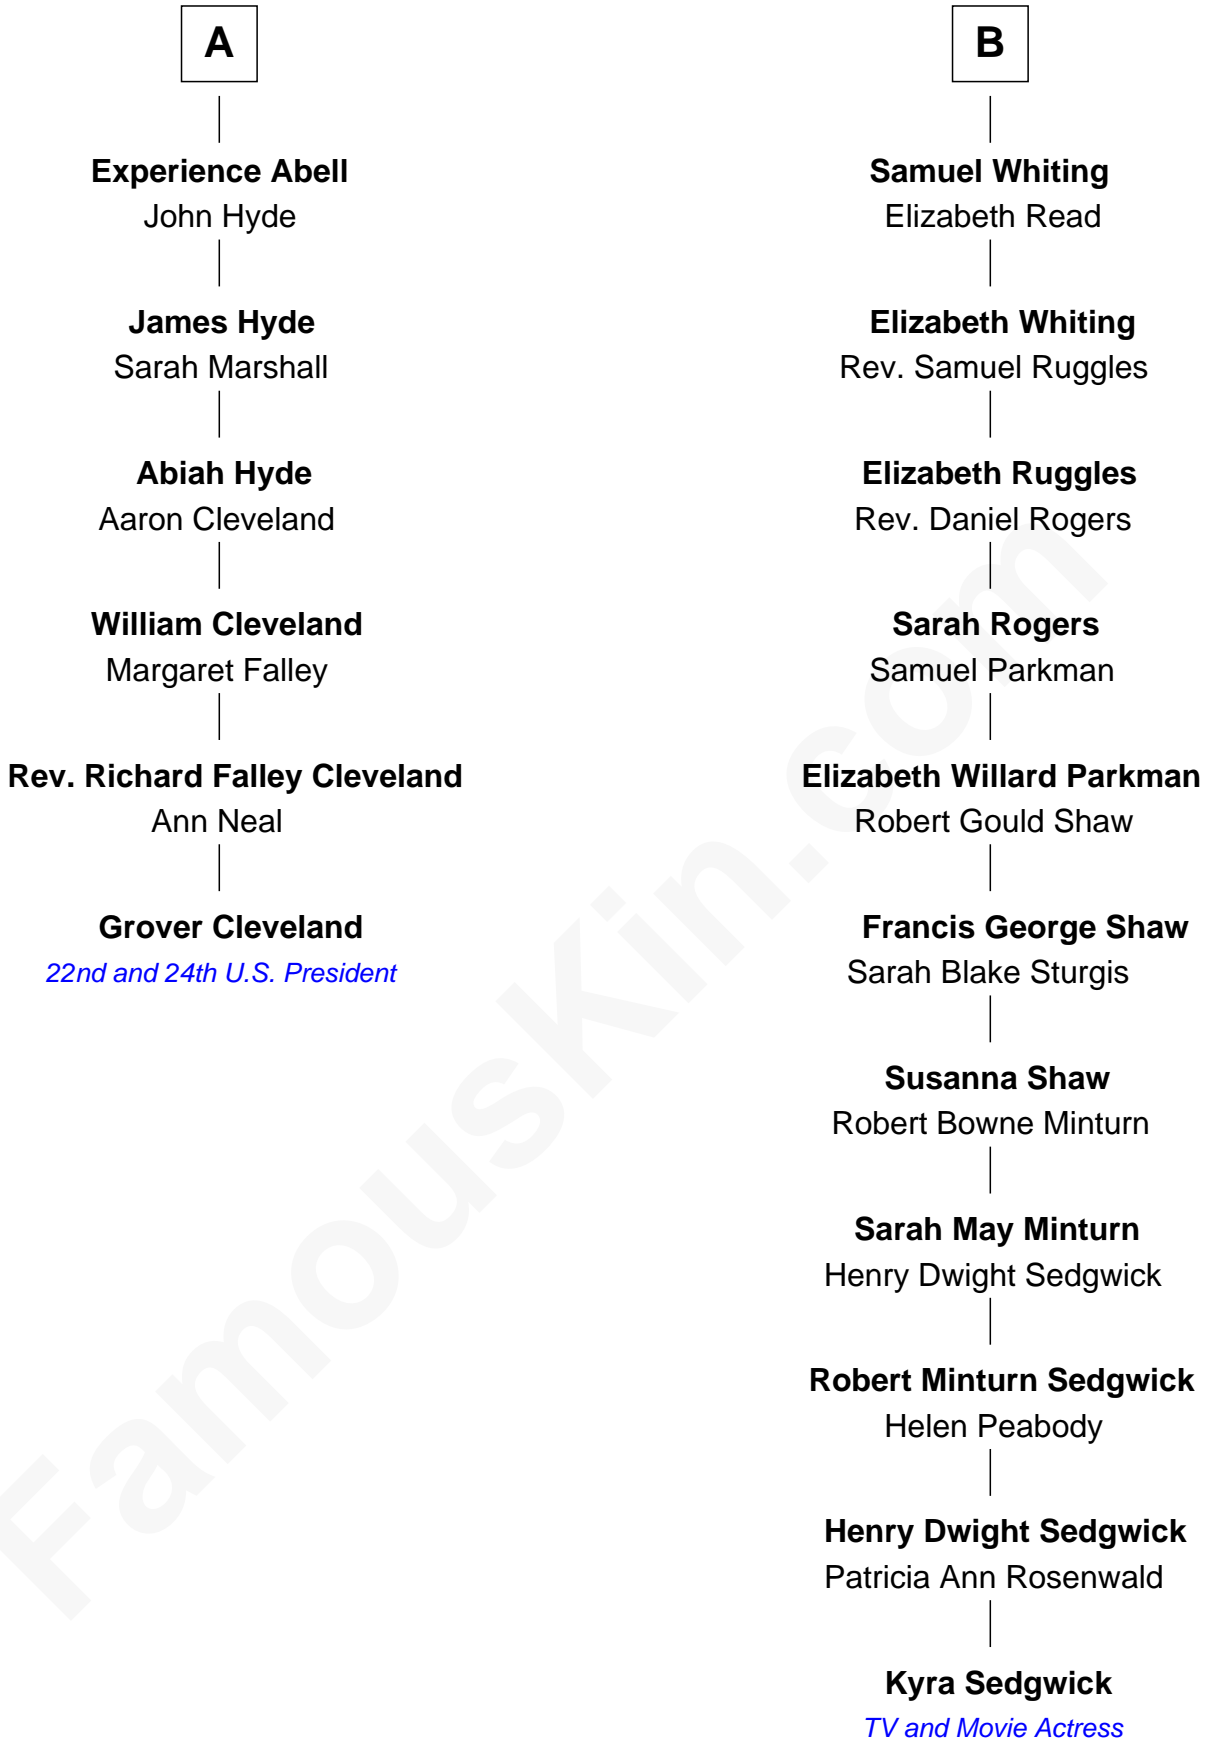 A
Experience Abell
John Hyde
James Hyde
Sarah Marshall
Abiah Hyde
Aaron Cleveland
William Cleveland
Margaret Falley
Rev. Richard Falley Cleveland
Ann Neal
Grover Cleveland
22nd and 24th U.S. President
B
Samuel Whiting
Elizabeth Read
Elizabeth Whiting
Rev. Samuel Ruggles
Elizabeth Ruggles
Rev. Daniel Rogers
Sarah Rogers
Samuel Parkman
Elizabeth Willard Parkman
Robert Gould Shaw
Francis George Shaw
Sarah Blake Sturgis
Susanna Shaw
Robert Bowne Minturn
Sarah May Minturn
Henry Dwight Sedgwick
Robert Minturn Sedgwick
Helen Peabody
Henry Dwight Sedgwick
Patricia Ann Rosenwald
Kyra Sedgwick
TV and Movie Actress
FamousKin.com